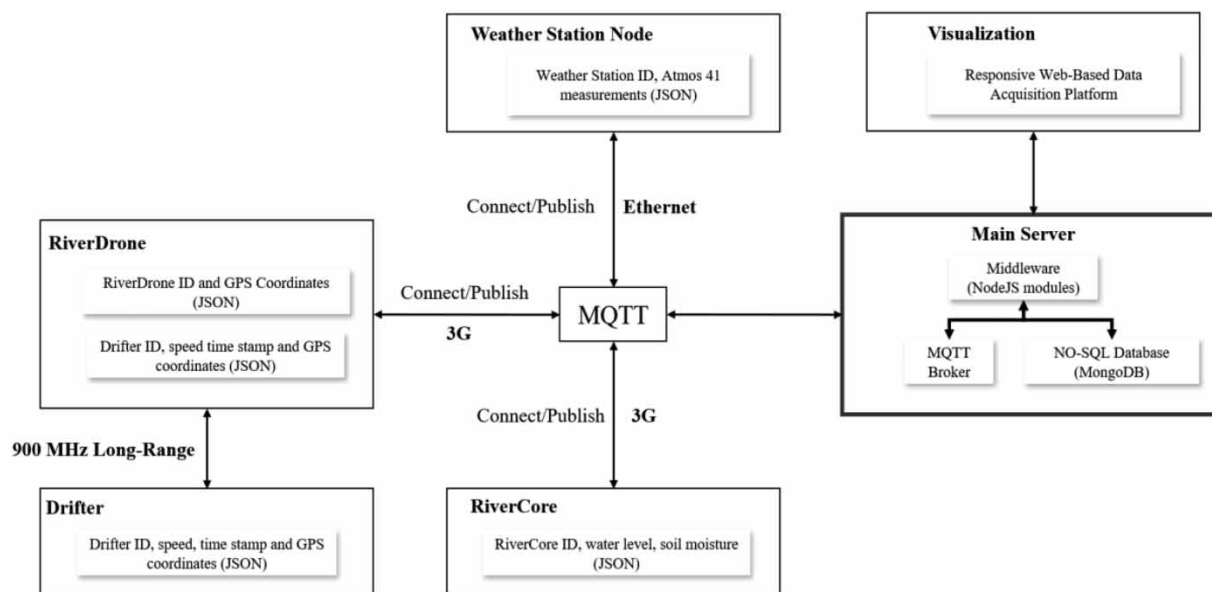 Weather Station Node
Weather Station ID, Atmos 41
measurements (JSON)
Visualization
Responsive Web-Based Data
Acquisition Platform
Connect/Publish
Ethernet
RiverDrone
RiverDrone ID and GPS Coordinates
(JSON)
Drifter ID, speed time stamp and GPS
coordinates (JSON)
Connect/Publish
3G
MQTT
Main Server
Middleware
(NodeJS modules)
MQTT
Broker
NO-SQL Database
(MongoDB)
Connect/Publish
3G
900 MHz Long-Range
Drifter
Drifter ID, speed, time stamp and GPS
coordinates (JSON)
RiverCore
RiverCore ID, water level, soil moisture
(JSON)